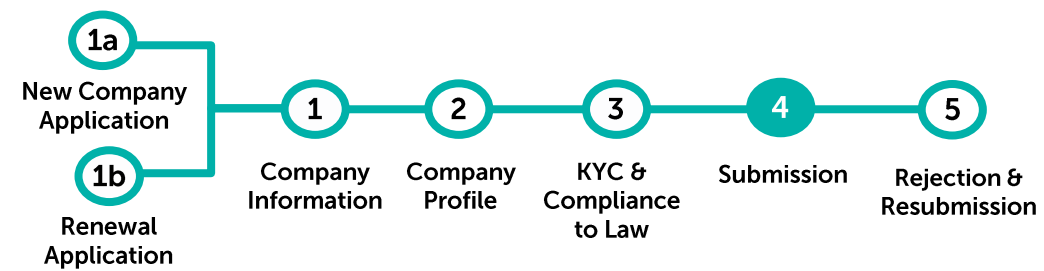 1a
New Company
Application
1b
Renewal
Application
1
Company
Information
2
Company
Profile
3
KYC &
Compliance
to Law
4
Submission
5
Rejection &
Resubmission